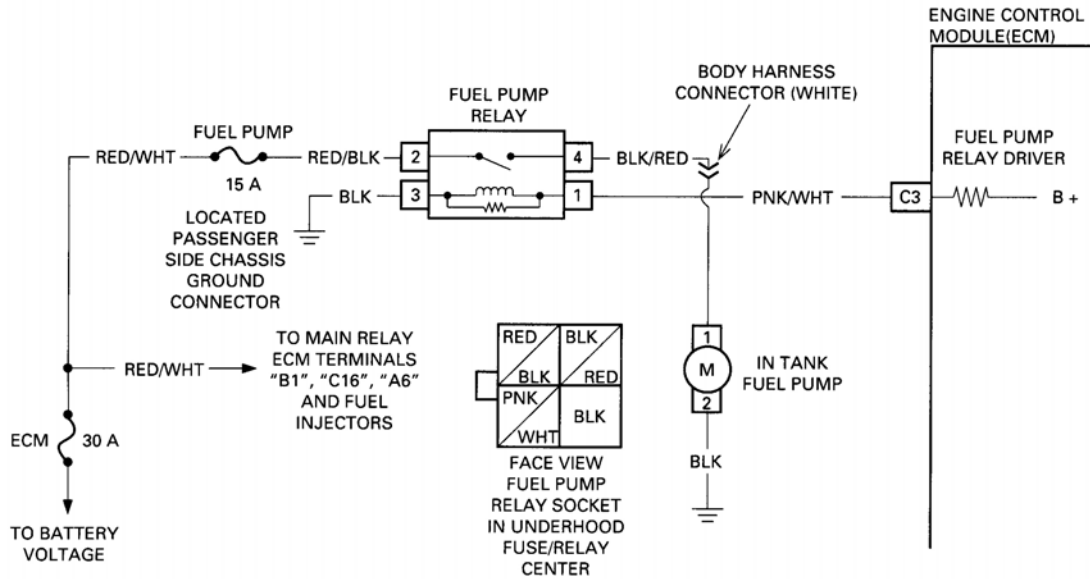 ENGINE CONTROL
MODULE(ECM)
BODY HARNESS
CONNECTOR (WHITE)
FUEL PUMP
RELAY
FUEL PUMP
FUEL PUMP
RELAY DRIVER
RED/WHT
RED/BLK
2
4
BLK/RED
15 A
BLK
3
1
PNK/WHT
C3
B +
LOCATED
PASSENGER
SIDE CHASSIS
GROUND
CONNECTOR
TO MAIN RELAY
ECM TERMINALS
"B1", "C16", "A6"
AND FUEL
INJECTORS
RED/WHT
RED
BLK
BLK
RED
PNK
WHT
BLK
1
M
2
IN TANK
FUEL PUMP
ECM
30 A
BLK
FACE VIEW
FUEL PUMP
RELAY SOCKET
IN UNDERHOOD
FUSE/RELAY
CENTER
TO BATTERY
VOLTAGE